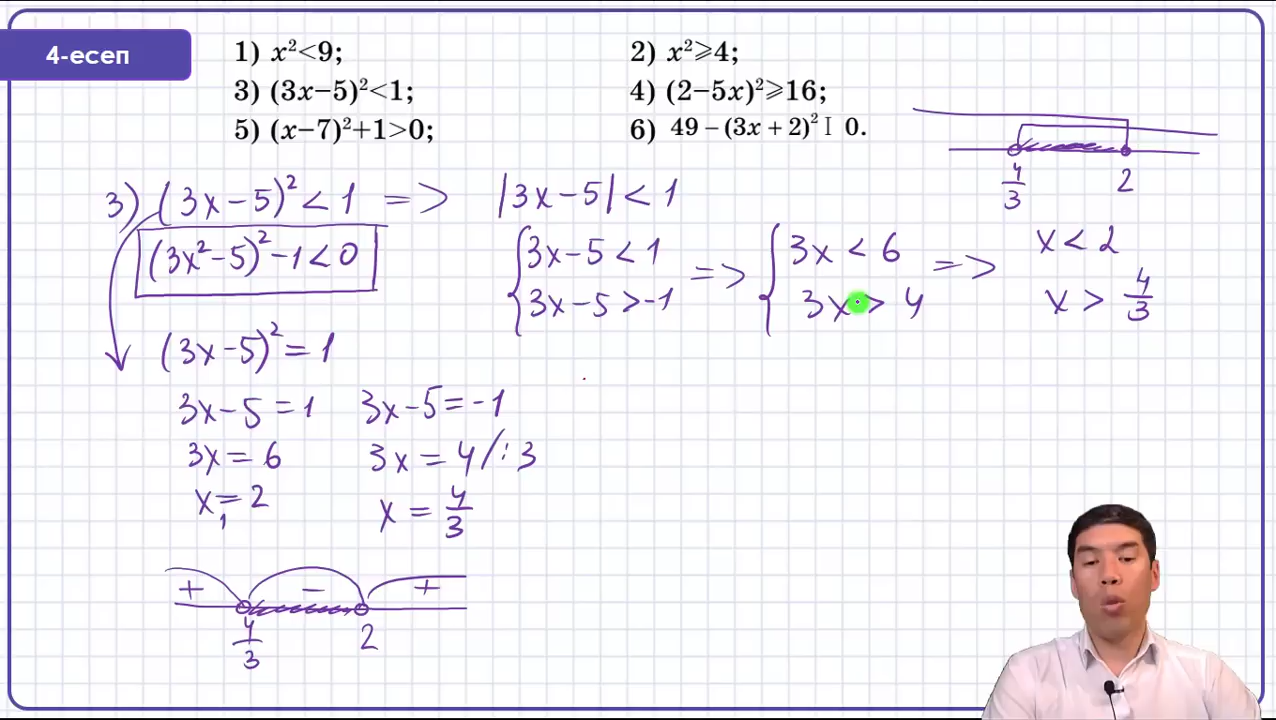 4-есеп
1) x²<9;
2) x²⩾4;
3) (3x−5)²<1;
4) (2−5x)²⩾16;
5) (x−7)²+1>0;
6) 49 − (3x + 2)² 0.
3) (3x − 5)² < 1 => |3x − 5| < 1
(3x² − 5)² − 1 < 0
{ 3x − 5 < 1
3x − 5 > −1
=>
{ 3x < 6
3x > 4
=>
x < 2
x > 4/3
4/3 2
(3x − 5)² = 1
3x − 5 = 1 3x − 5 = −1
3x = 6 3x = 4 /: 3
x₁ = 2 x = 4/3
+ − +
4/3 2